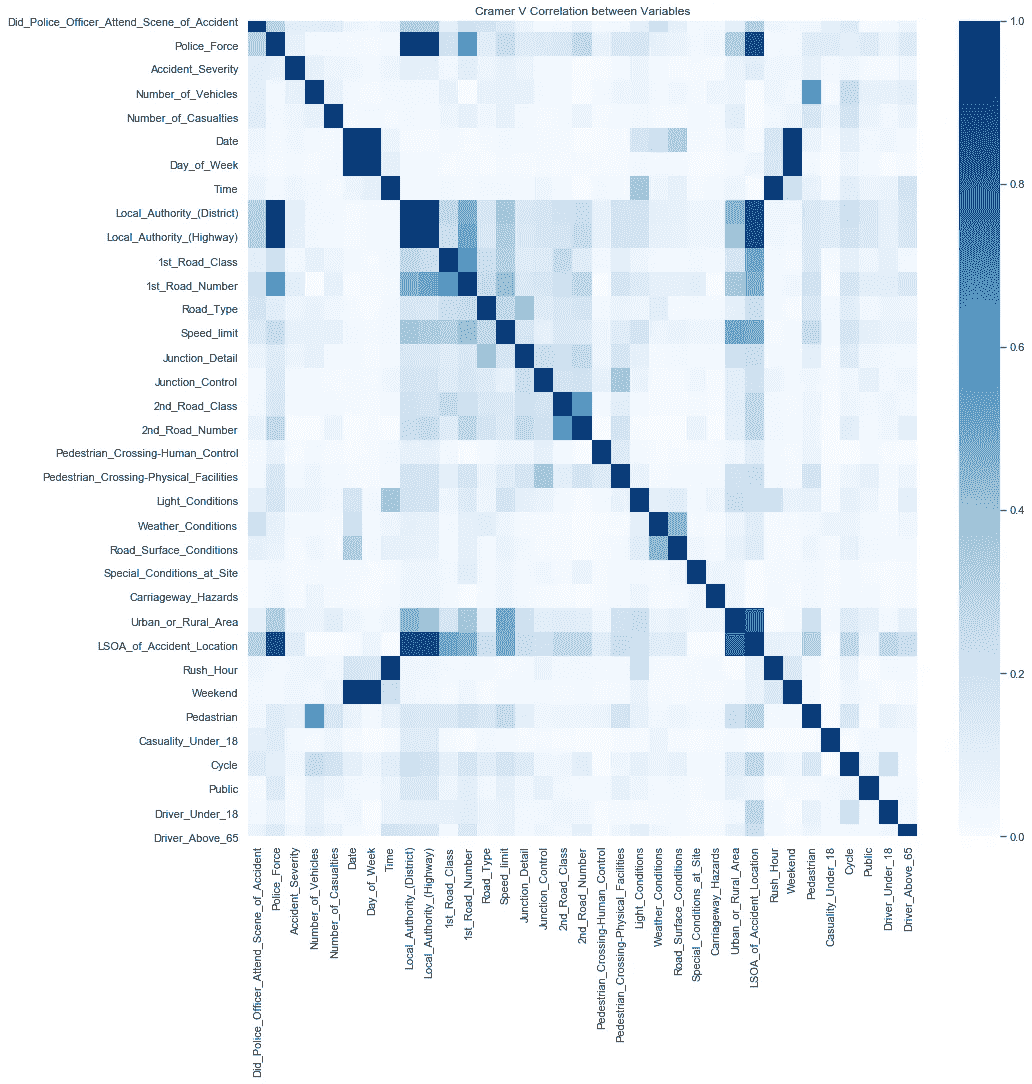 Cramer V Correlation between Variables
Did_Police_Officer_Attend_Scene_of_Accident
Police_Force
Accident_Severity
Number_of_Vehicles
Number_of_Casualties
Date
Day_of_Week
Time
Local_Authority_(District)
Local_Authority_(Highway)
1st_Road_Class
1st_Road_Number
Road_Type
Speed_limit
Junction_Detail
Junction_Control
2nd_Road_Class
2nd_Road_Number
Pedestrian_Crossing-Human_Control
Pedestrian_Crossing-Physical_Facilities
Light_Conditions
Weather_Conditions
Road_Surface_Conditions
Special_Conditions_at_Site
Carriageway_Hazards
Urban_or_Rural_Area
LSOA_of_Accident_Location
Rush_Hour
Weekend
Pedastrian
Casuality_Under_18
Cycle
Public
Driver_Under_18
Driver_Above_65
1.0
0.8
0.6
0.4
0.2
0.0
Did_Police_Officer_Attend_Scene_of_Accident
Police_Force
Accident_Severity
Number_of_Vehicles
Number_of_Casualties
Date
Day_of_Week
Time
Local_Authority_(District)
Local_Authority_(Highway)
1st_Road_Class
1st_Road_Number
Road_Type
Speed_limit
Junction_Detail
Junction_Control
2nd_Road_Class
2nd_Road_Number
Pedestrian_Crossing-Human_Control
Pedestrian_Crossing-Physical_Facilities
Light_Conditions
Weather_Conditions
Road_Surface_Conditions
Special_Conditions_at_Site
Carriageway_Hazards
Urban_or_Rural_Area
LSOA_of_Accident_Location
Rush_Hour
Weekend
Pedastrian
Casuality_Under_18
Cycle
Public
Driver_Under_18
Driver_Above_65